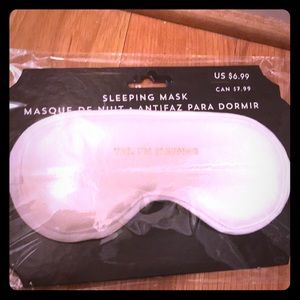 US $6.99
SLEEPING MASK
CAN $7.99
MASQUE DE NUIT • ANTIFAZ PARA DORMIR